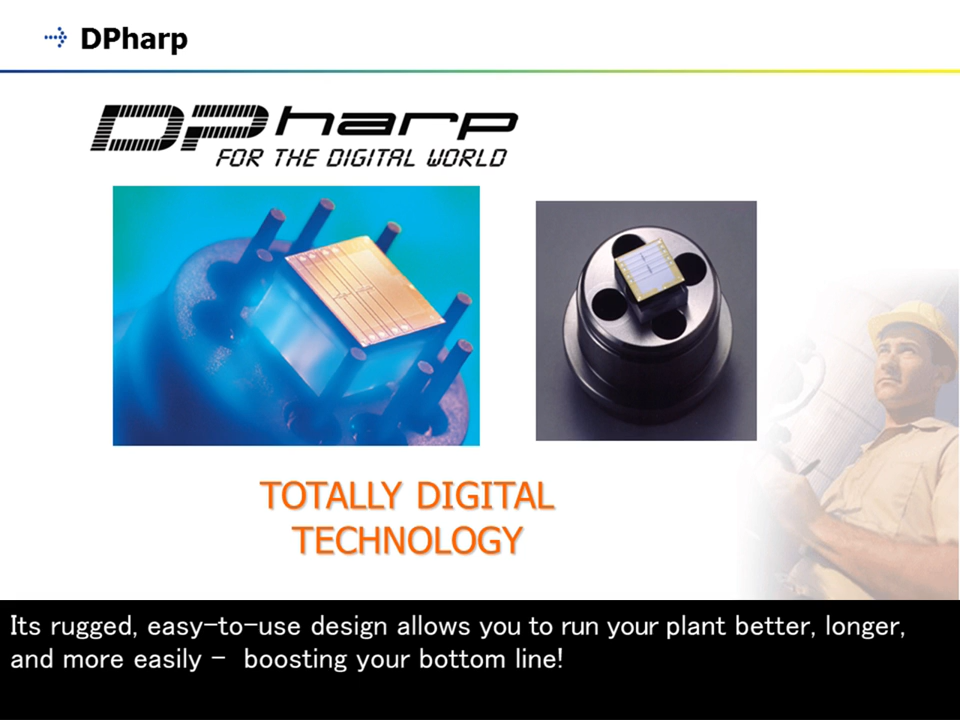 DPharp
DPharp
FOR THE DIGITAL WORLD
TOTALLY DIGITAL
TECHNOLOGY
Its rugged, easy-to-use design allows you to run your plant better, longer,
and more easily - boosting your bottom line!